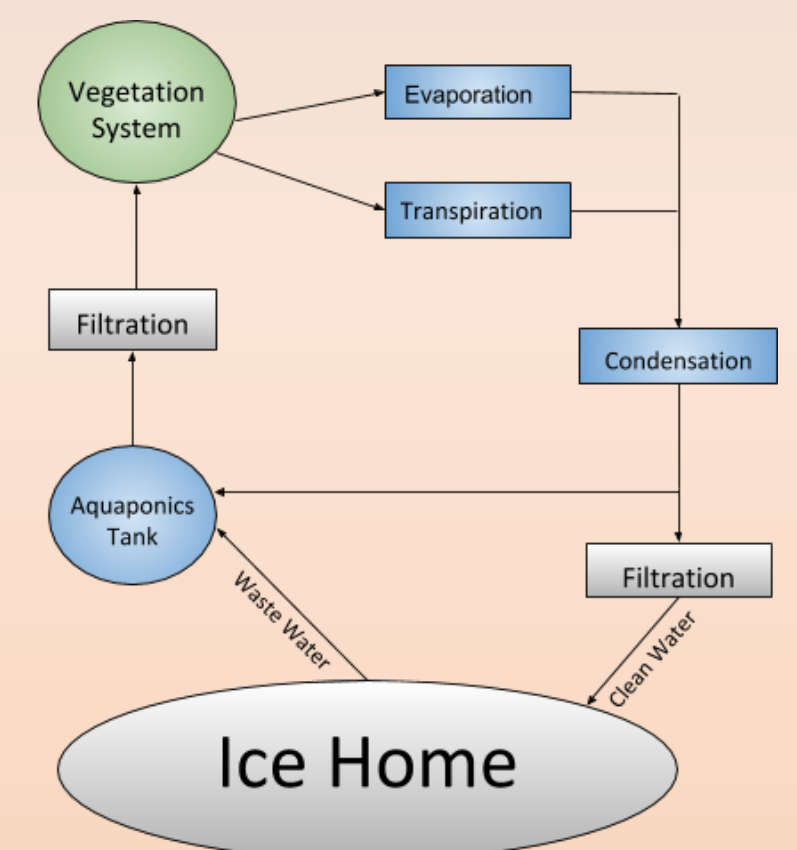 Vegetation
System
Evaporation
Transpiration
Filtration
Condensation
Aquaponics
Tank
Filtration
Waste Water
Clean Water
Ice Home